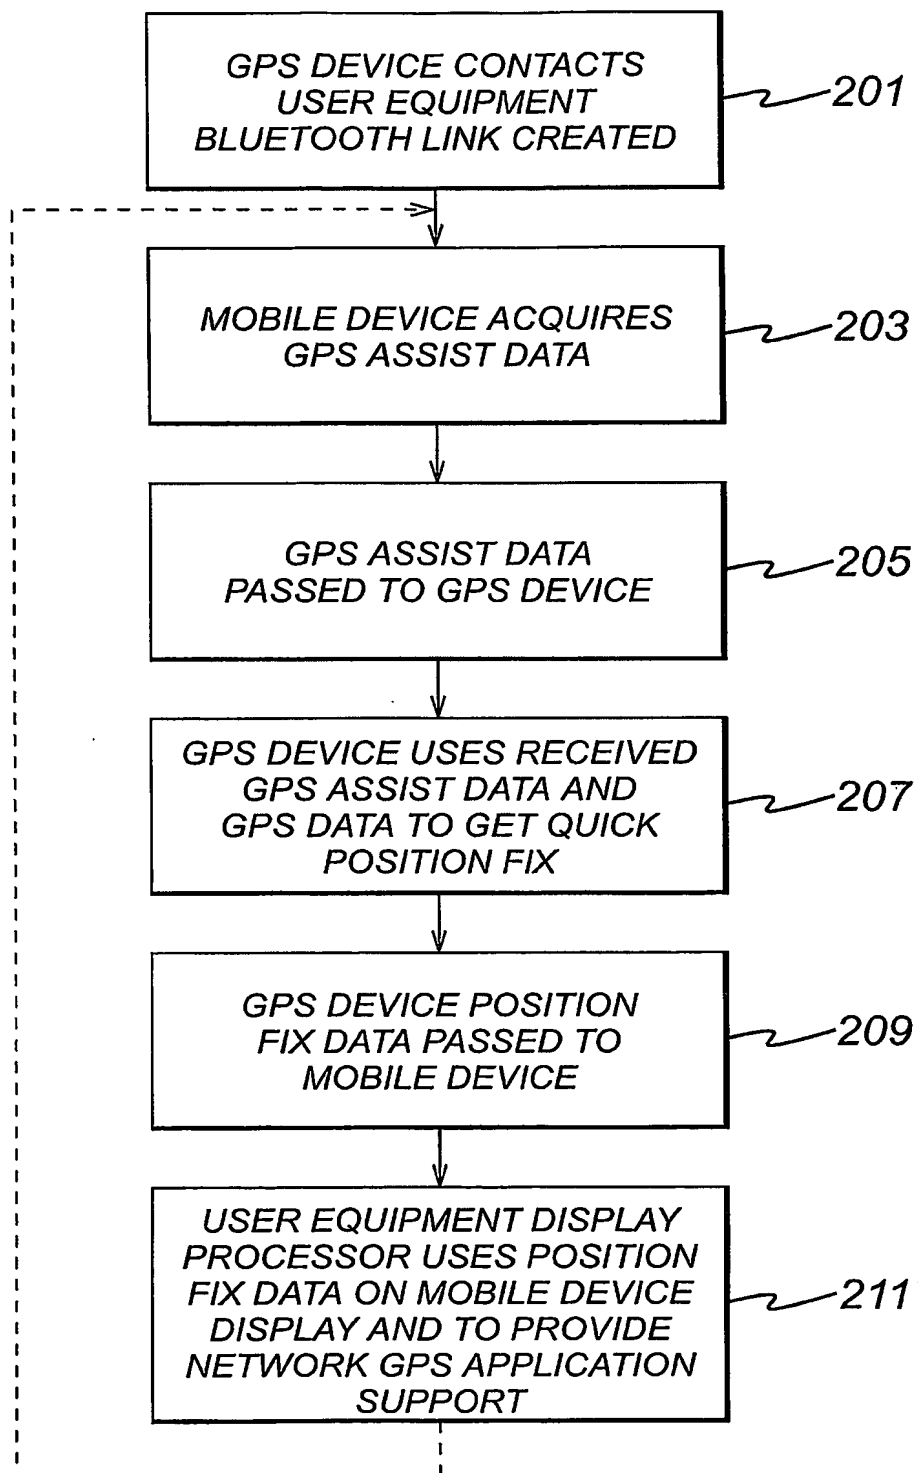 GPS DEVICE CONTACTS
USER EQUIPMENT
BLUETOOTH LINK CREATED
201
MOBILE DEVICE ACQUIRES
GPS ASSIST DATA
203
GPS ASSIST DATA
PASSED TO GPS DEVICE
205
GPS DEVICE USES RECEIVED
GPS ASSIST DATA AND
GPS DATA TO GET QUICK
POSITION FIX
207
GPS DEVICE POSITION
FIX DATA PASSED TO
MOBILE DEVICE
209
USER EQUIPMENT DISPLAY
PROCESSOR USES POSITION
FIX DATA ON MOBILE DEVICE
DISPLAY AND TO PROVIDE
NETWORK GPS APPLICATION
SUPPORT
211